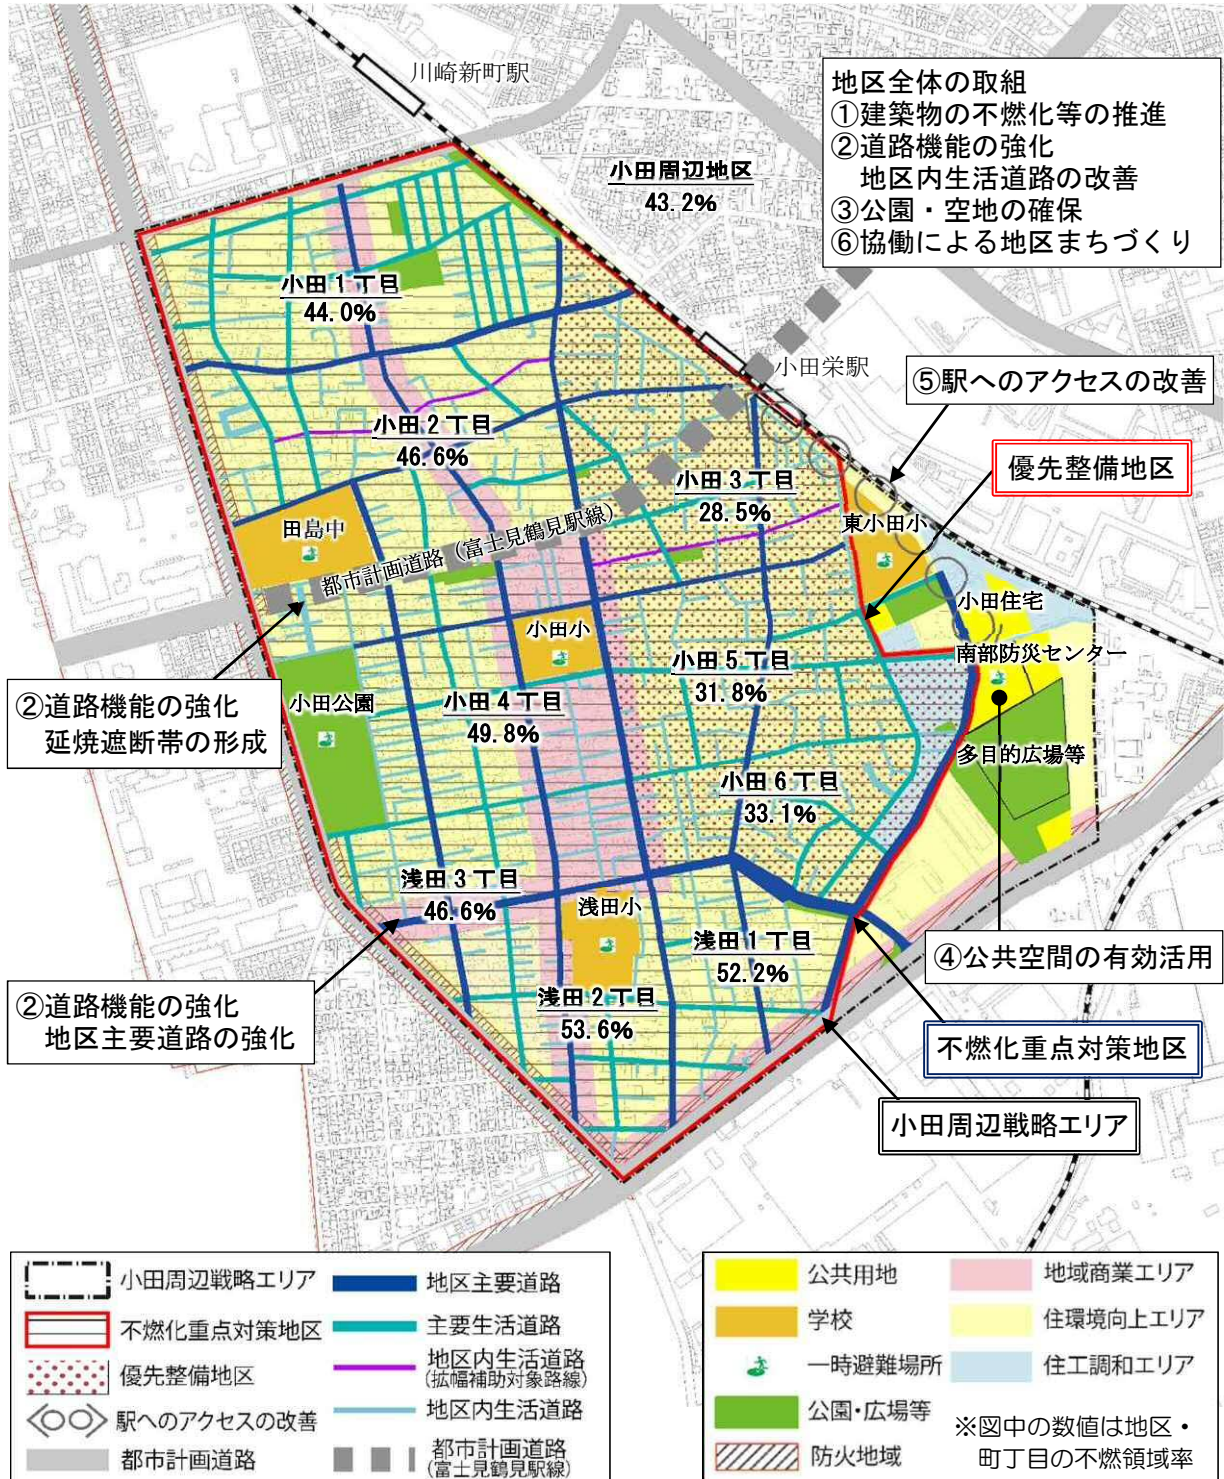 川崎新町駅
地区全体の取組
①建築物の不燃化等の推進
②道路機能の強化
地区内生活道路の改善
③公園・空地の確保
⑥協働による地区まちづくり
小田周辺地区
43.2%
小田1丁目
44.0%
小田栄駅
⑤駅へのアクセスの改善
小田2丁目
46.6%
優先整備地区
小田3丁目
28.5%
東小田小
田島中
都市計画道路（富士見鶴見駅線）
小田住宅
小田小
南部防災センター
小田5丁目
31.8%
②道路機能の強化
延焼遮断帯の形成
小田公園
小田4丁目
49.8%
多目的広場等
小田6丁目
33.1%
浅田3丁目
46.6%
浅田小
浅田1丁目
52.2%
④公共空間の有効活用
②道路機能の強化
地区主要道路の強化
浅田2丁目
53.6%
不燃化重点対策地区
小田周辺戦略エリア
小田周辺戦略エリア
不燃化重点対策地区
優先整備地区
駅へのアクセスの改善
都市計画道路
地区主要道路
主要生活道路
地区内生活道路
(拡幅補助対象路線)
地区内生活道路
都市計画道路
(富士見鶴見駅線)
公共用地
学校
一時避難場所
公園・広場等
防火地域
地域商業エリア
住環境向上エリア
住工調和エリア
※図中の数値は地区・
町丁目の不燃領域率